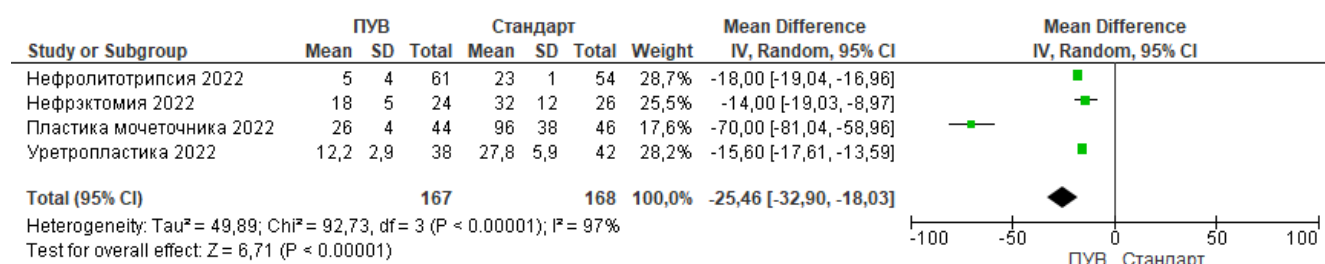 ПУВ Стандарт Mean Difference Mean Difference
Study or Subgroup Mean SD Total Mean SD Total Weight IV, Random, 95% CI IV, Random, 95% CI
Нефролитотрипсия 2022 5 4 61 23 1 54 28,7% -18,00 [-19,04, -16,96]
Нефрэктомия 2022 18 5 24 32 12 26 25,5% -14,00 [-19,03, -8,97]
Пластика мочеточника 2022 26 4 44 96 38 46 17,6% -70,00 [-81,04, -58,96]
Уретропластика 2022 12,2 2,9 38 27,8 5,9 42 28,2% -15,60 [-17,61, -13,59]
Total (95% CI) 167 168 100,0% -25,46 [-32,90, -18,03]
Heterogeneity: Tau² = 49,89; Chi² = 92,73, df = 3 (P < 0.00001); I² = 97%
Test for overall effect: Z = 6,71 (P < 0.00001)
-100 -50 0 50 100
ПУВ Стандарт